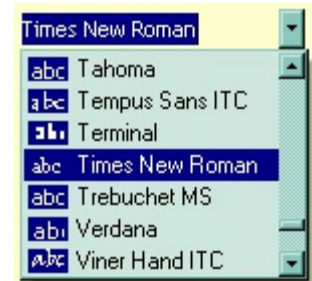 Times New Roman
abc Tahoma
abc Tempus Sans ITC
Terminal
abc Times New Roman
abc Trebuchet MS
Verdana
abc Viner Hand ITC